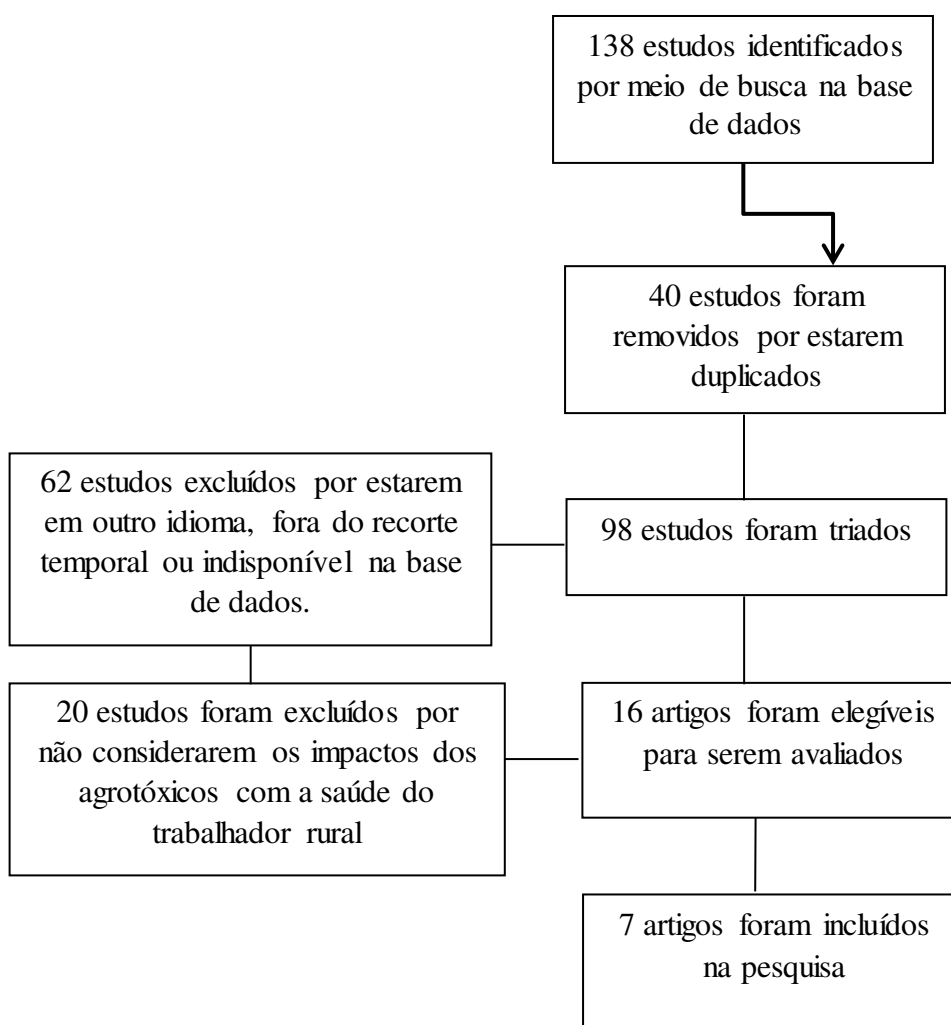 138 estudos identificados
por meio de busca na base
de dados
40 estudos foram
removidos por estarem
duplicados
62 estudos excluídos por estarem
em outro idioma, fora do recorte
temporal ou indisponível na base
de dados.
98 estudos foram triados
20 estudos foram excluídos por
não considerarem os impactos dos
agrotóxicos com a saúde do
trabalhador rural
16 artigos foram elegíveis
para serem avaliados
7 artigos foram incluídos
na pesquisa